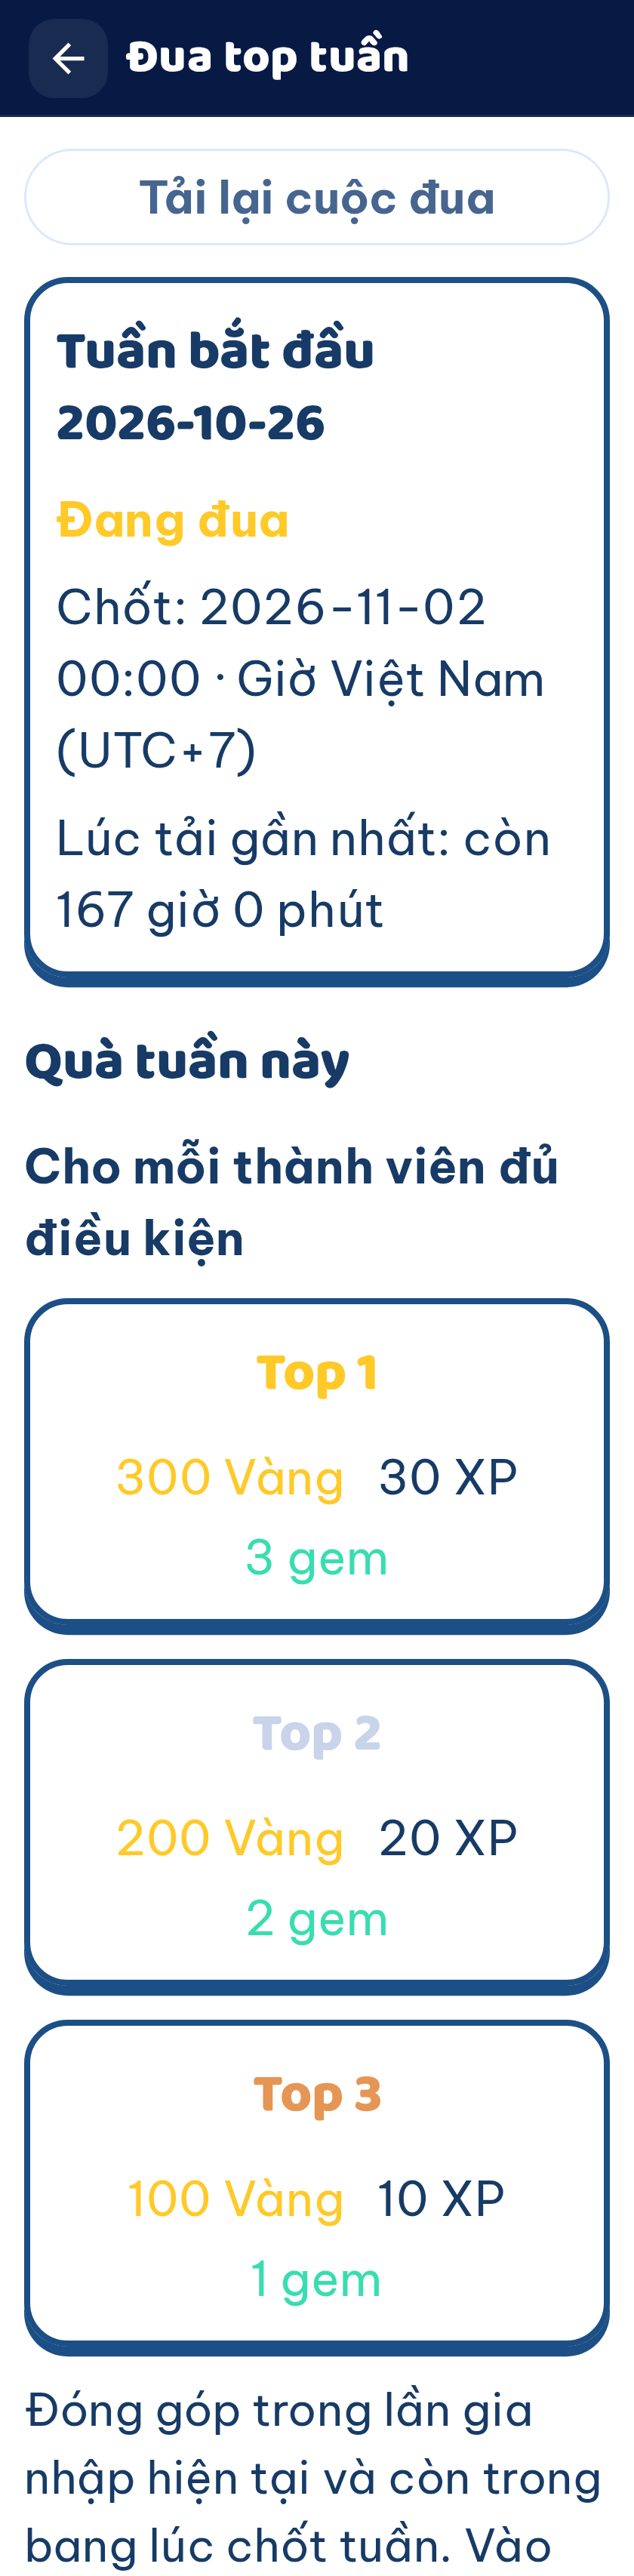 Đua top tuần
Tải lại cuộc đua
Tuần bắt đầu
2026-10-26
Đang đua
Chốt: 2026-11-02
00:00 · Giờ Việt Nam
(UTC+7)
Lúc tải gần nhất: còn
167 giờ 0 phút
Quà tuần này
Cho mỗi thành viên đủ
điều kiện
Top 1
300 Vàng 30 XP
3 gem
Top 2
200 Vàng 20 XP
2 gem
Top 3
100 Vàng 10 XP
1 gem
Đóng góp trong lần gia
nhập hiện tại và còn trong
bang lúc chốt tuần. Vào